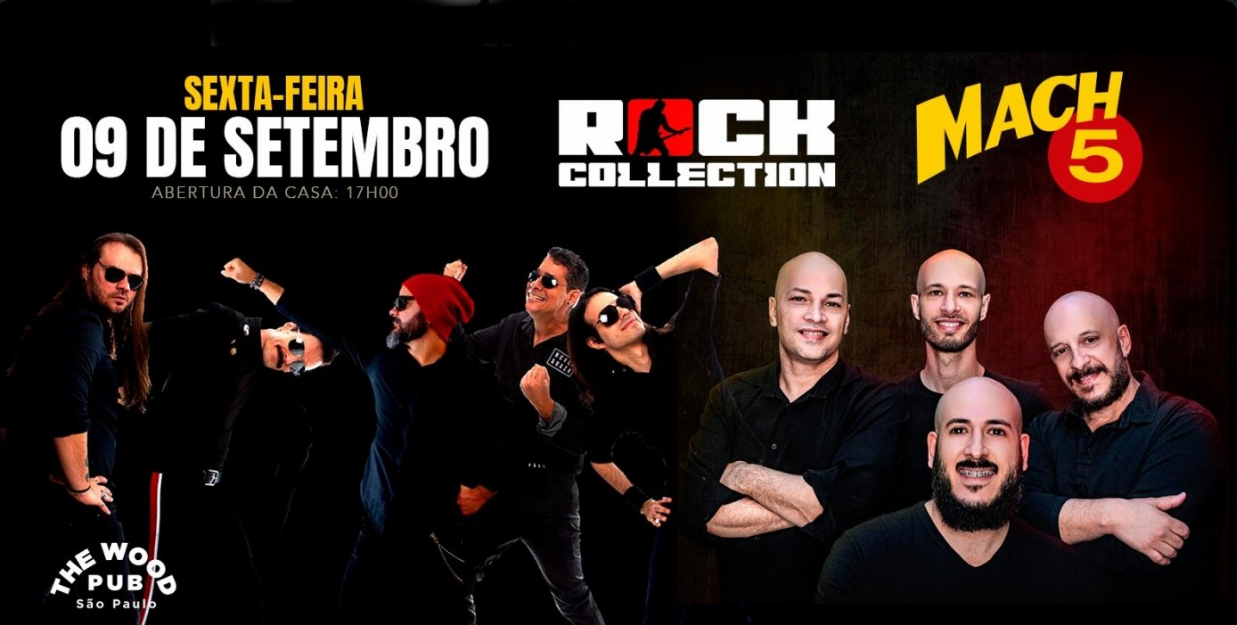 SEXTA-FEIRA
09 DE SETEMBRO
ABERTURA DA CASA: 17H00
ROCK
COLLECTION
MACH
5
THE WOOD
PUB
São Paulo